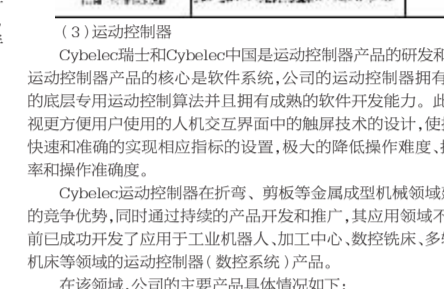 （3）运动控制器
Cybelec瑞士和Cybelec中国是运动控制器产品的研发和
运动控制器产品的核心是软件系统，公司的运动控制器拥有
的底层专用运动控制算法并且拥有成熟的软件开发能力。此
视更方便用户使用的人机交互界面中的触屏技术的设计，使
快速和准确的实现相应指标的设置，极大的降低操作难度、
率和操作准确度。
Cybelec运动控制器在折弯、剪板等金属成型机械领域
的竞争优势，同时通过持续的产品开发和推广，其应用领域不
前已成功开发了应用于工业机器人、加工中心、数控铣床、多
机床等领域的运动控制器（数控系统）产品。
在该领域，公司的主要产品具体情况如下：